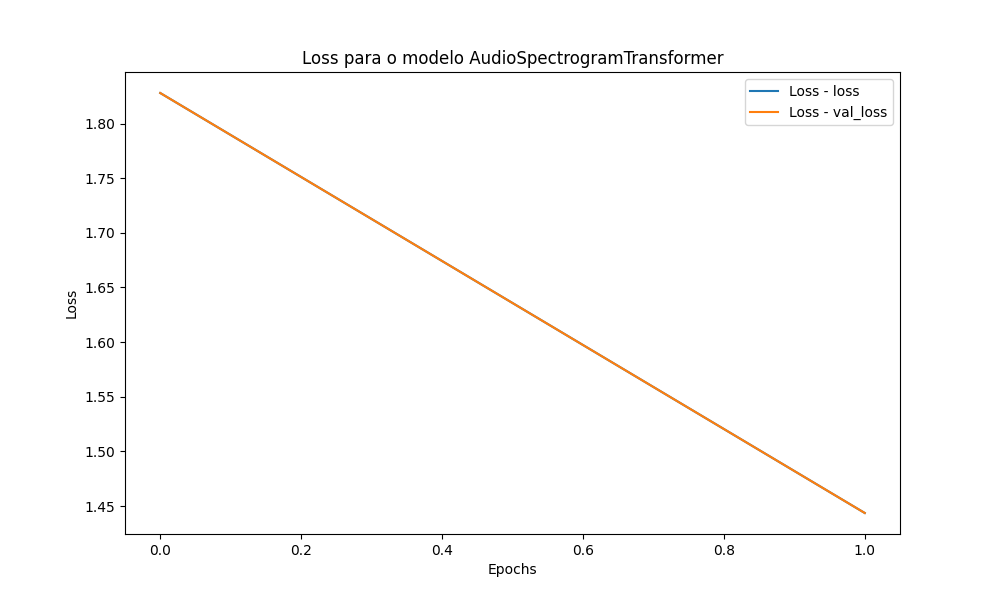 Loss para o modelo AudioSpectrogramTransformer
Loss - loss
Loss - val_loss
1.80
1.75
1.70
1.65
1.60
1.55
1.50
1.45
Loss
0.0 0.2 0.4 0.6 0.8 1.0
Epochs